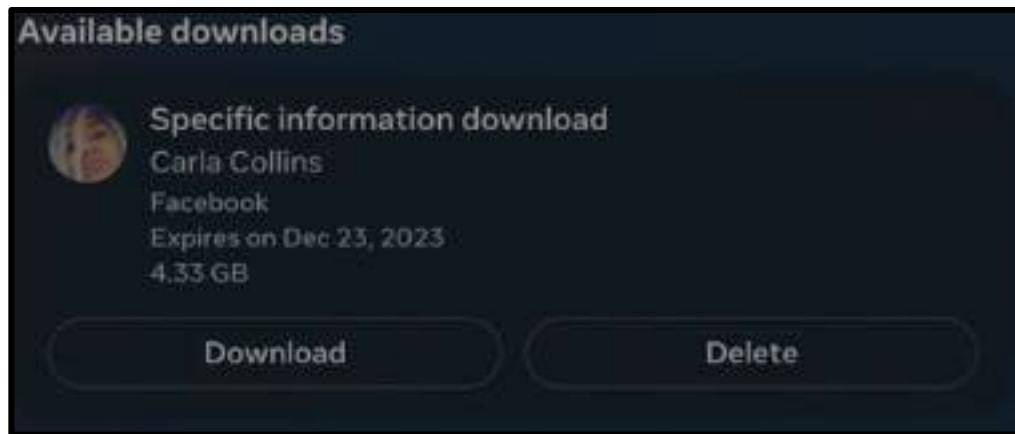 Available downloads
Specific information download
Carla Collins
Facebook
Expires on Dec 23, 2023
4.33 GB
Download
Delete